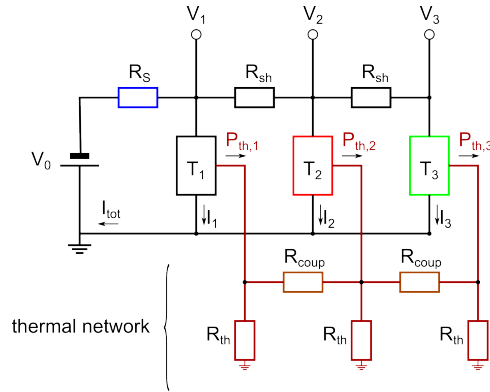 V1 V2 V3
RS Rsh Rsh
Pth,1 Pth,2 Pth,3
V0 T1 T2 T3
Itot I1 I2 I3
Rcoup Rcoup
thermal network
Rth Rth Rth